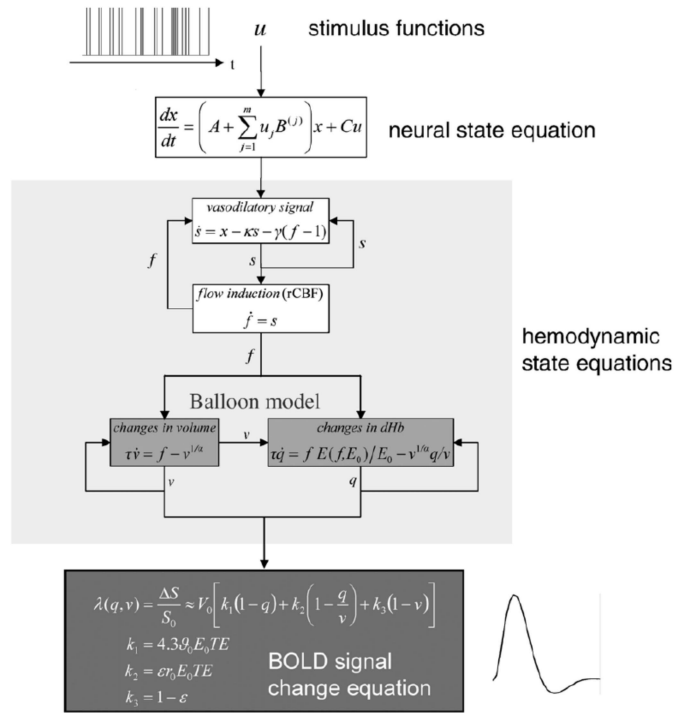 u stimulus functions
t
dx/dt = (A + ∑_{j=1}^{m} u_j B^{(j)}) x + Cu
neural state equation
vasodilatory signal
ṡ = x − κs − γ(f − 1)
f
s
s
flow induction (rCBF)
ḟ = s
f
hemodynamic
state equations
Balloon model
changes in volume
τv̇ = f − v^{1/α}
v
changes in dHb
τq̇ = f E(f,E₀)/E₀ − v^{1/α} q/v
v
q
λ(q,v) = ΔS/S₀ ≈ V₀[k₁(1 − q) + k₂(1 − q/v) + k₃(1 − v)]
k₁ = 4.3ϑ₀E₀TE
k₂ = εr₀E₀TE
k₃ = 1 − ε
BOLD signal
change equation